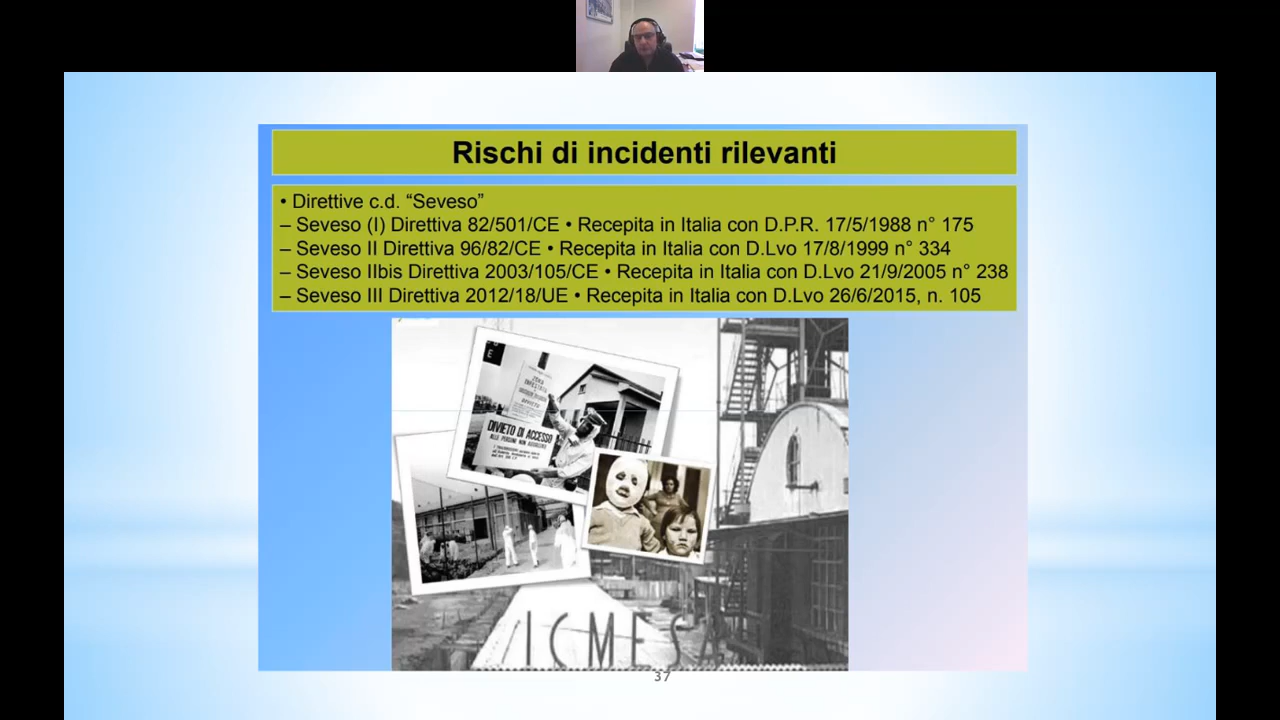 Rischi di incidenti rilevanti
• Direttive c.d. “Seveso”
– Seveso (I) Direttiva 82/501/CE • Recepita in Italia con D.P.R. 17/5/1988 n° 175
– Seveso II Direttiva 96/82/CE • Recepita in Italia con D.Lvo 17/8/1999 n° 334
– Seveso IIbis Direttiva 2003/105/CE • Recepita in Italia con D.Lvo 21/9/2005 n° 238
– Seveso III Direttiva 2012/18/UE • Recepita in Italia con D.Lvo 26/6/2015, n. 105
E
ZONA
DIVIETO DI ACCESSO
ALLE PERSONE NON
ICMESA
37